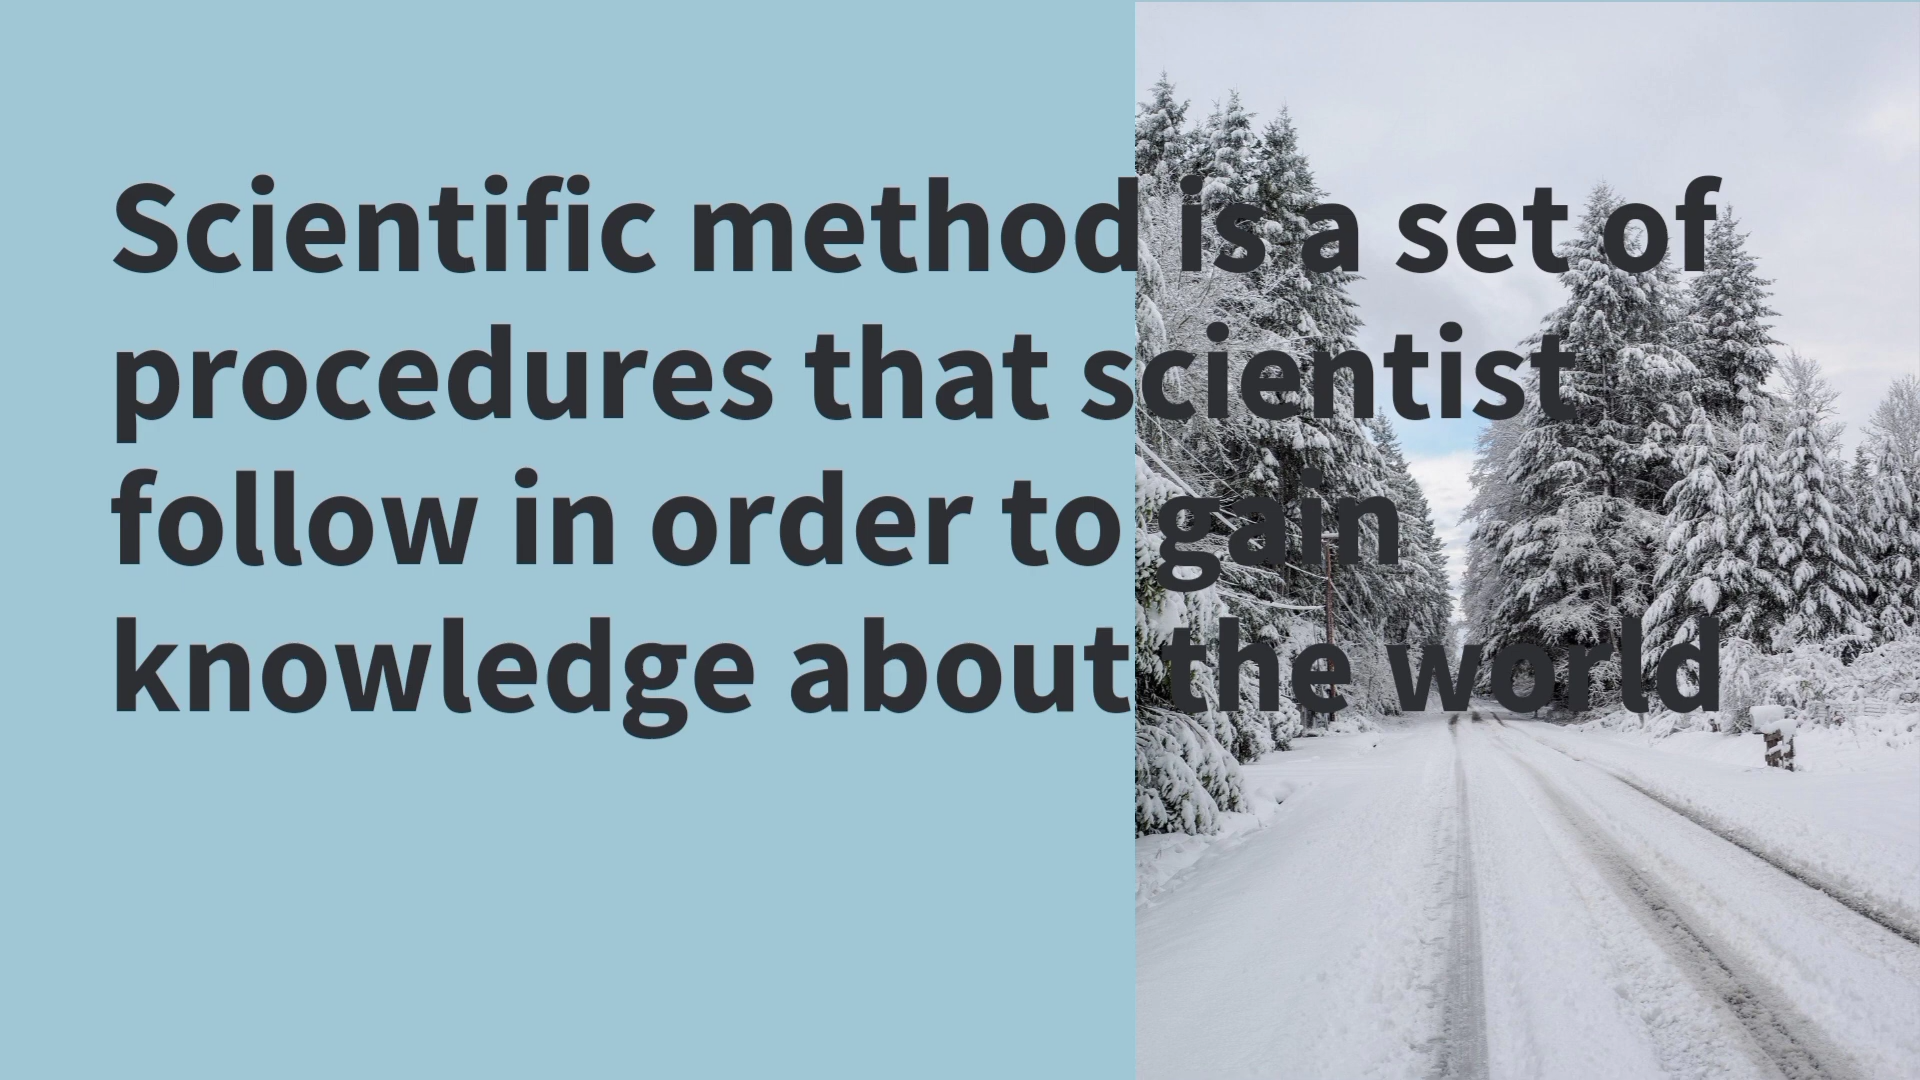 Scientific method is a set of
procedures that scientist
follow in order to gain
knowledge about the world